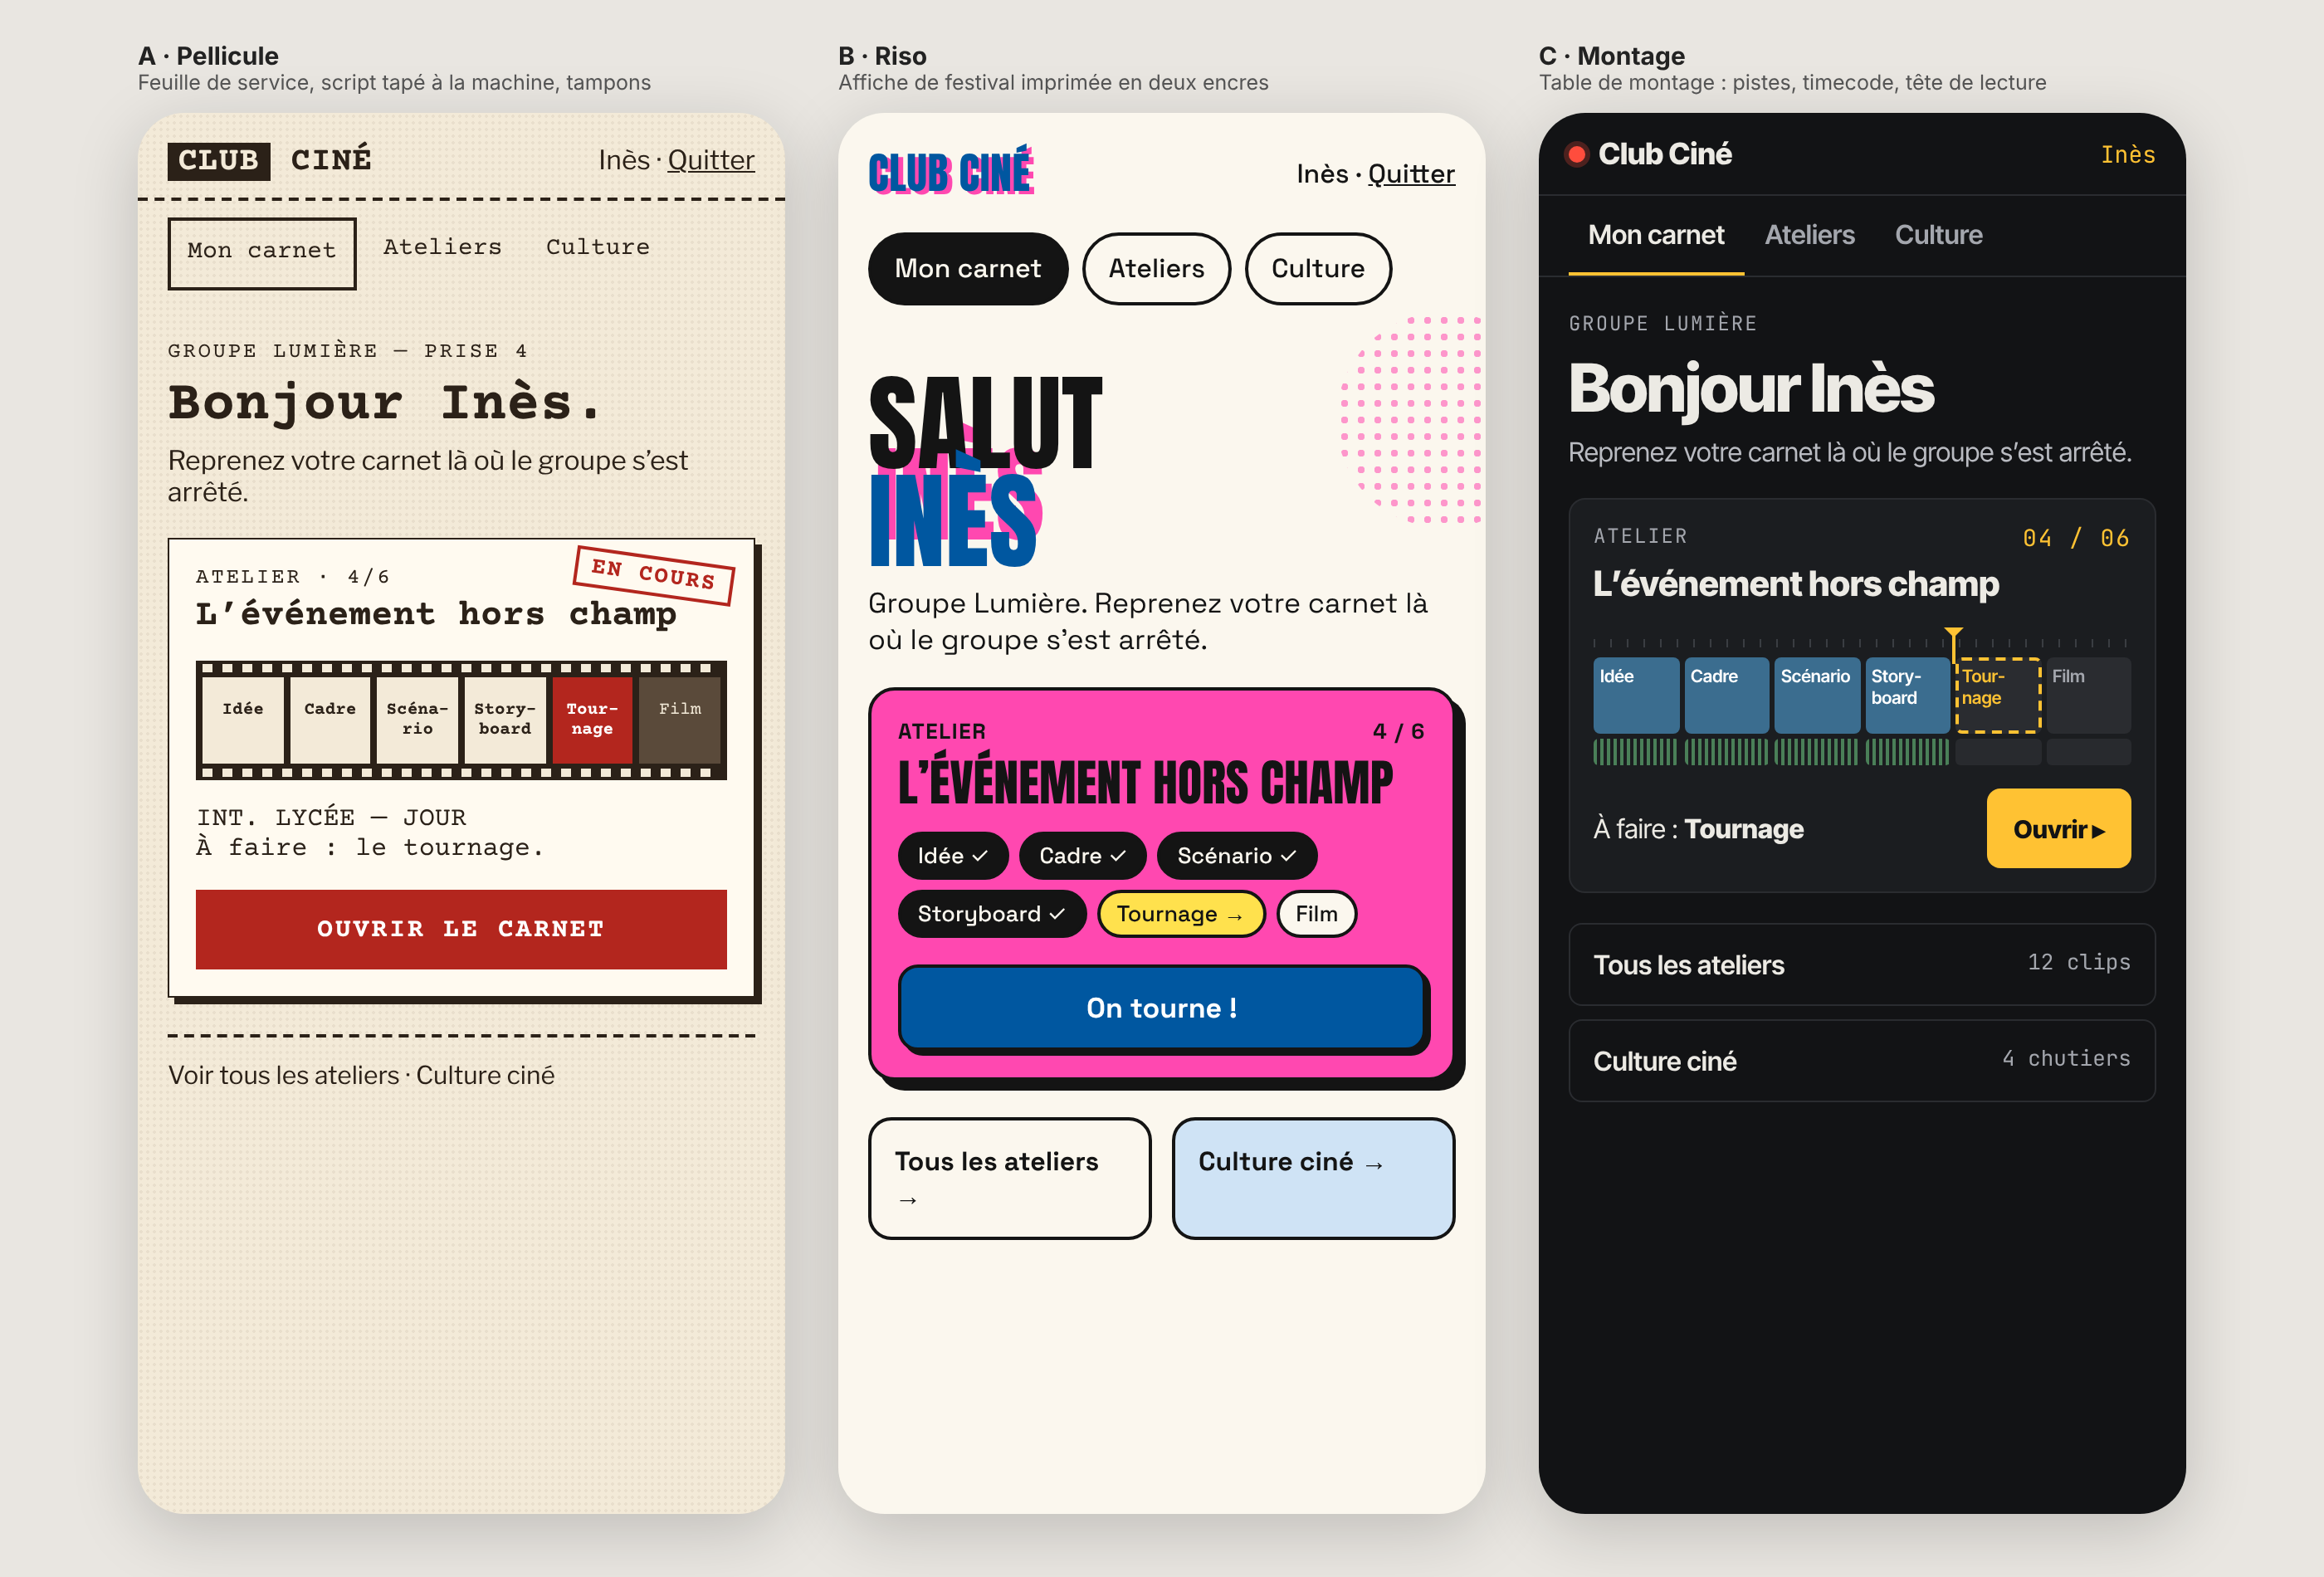 A · Pellicule
Feuille de service, script tapé à la machine, tampons
CLUB CINÉ
Inès · Quitter
Mon carnet
Ateliers
Culture
GROUPE LUMIÈRE — PRISE 4
Bonjour Inès.
Reprenez votre carnet là où le groupe s’est
arrêté.
ATELIER · 4/6
EN COURS
L’événement hors champ
Idée
Cadre
Scéna-
rio
Story-
board
Tour-
nage
Film
INT. LYCÉE — JOUR
À faire : le tournage.
OUVRIR LE CARNET
Voir tous les ateliers · Culture ciné
B · Riso
Affiche de festival imprimée en deux encres
CLUB CINÉ
Inès · Quitter
Mon carnet
Ateliers
Culture
SALUT
INÈS
Groupe Lumière. Reprenez votre carnet là
où le groupe s’est arrêté.
ATELIER
4 / 6
L’ÉVÉNEMENT HORS CHAMP
Idée ✓
Cadre ✓
Scénario ✓
Storyboard ✓
Tournage →
Film
On tourne !
Tous les ateliers
→
Culture ciné →
C · Montage
Table de montage : pistes, timecode, tête de lecture
Club Ciné
Inès
Mon carnet
Ateliers
Culture
GROUPE LUMIÈRE
Bonjour Inès
Reprenez votre carnet là où le groupe s’est arrêté.
ATELIER
04 / 06
L’événement hors champ
Idée
Cadre
Scénario
Story-
board
Tour-
nage
Film
À faire : Tournage
Ouvrir ▸
Tous les ateliers
12 clips
Culture ciné
4 chutiers